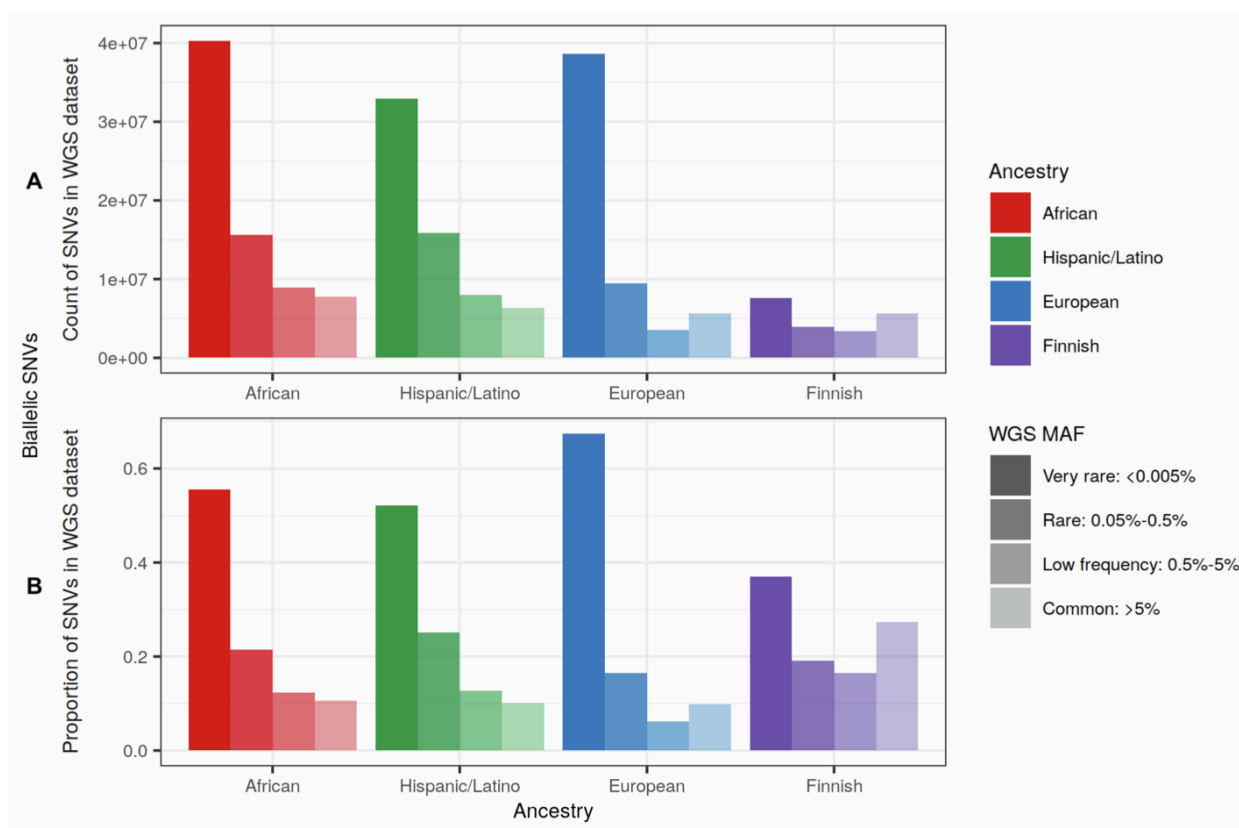 Biallelic SNVs
A
Count of SNVs in WGS dataset
4e+07
3e+07
2e+07
1e+07
0e+00
African Hispanic/Latino European Finnish
B
Proportion of SNVs in WGS dataset
0.6
0.4
0.2
0.0
African Hispanic/Latino European Finnish
Ancestry
Ancestry
African
Hispanic/Latino
European
Finnish
WGS MAF
Very rare: <0.005%
Rare: 0.05%-0.5%
Low frequency: 0.5%-5%
Common: >5%